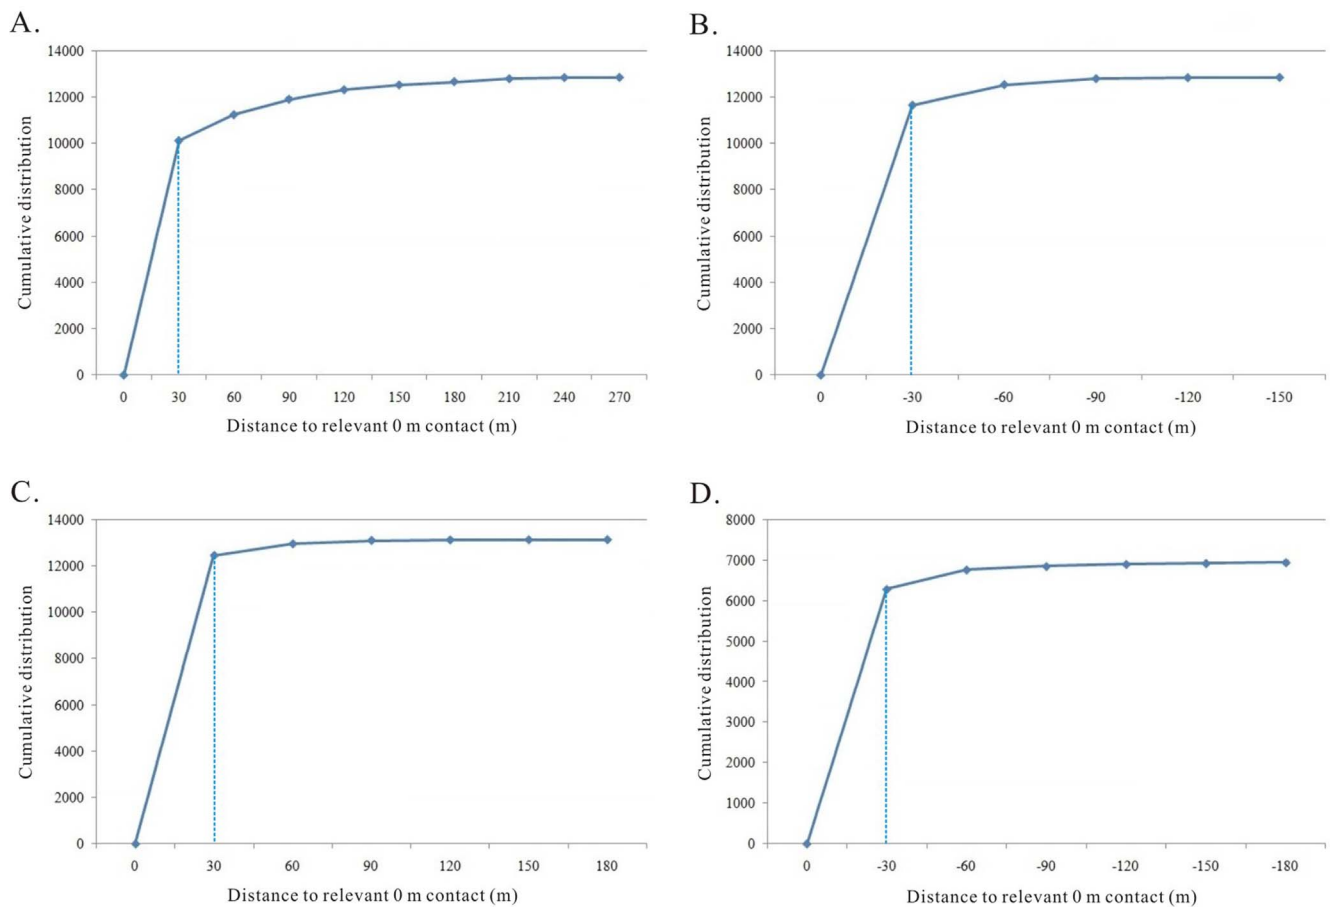 A.
14000
12000
10000
8000
6000
4000
2000
0
Cumulative distribution
0 30 60 90 120 150 180 210 240 270
Distance to relevant 0 m contact (m)
B.
14000
12000
10000
8000
6000
4000
2000
0
Cumulative distribution
0 -30 -60 -90 -120 -150
Distance to relevant 0 m contact (m)
C.
14000
12000
10000
8000
6000
4000
2000
0
Cumulative distribution
0 30 60 90 120 150 180
Distance to relevant 0 m contact (m)
D.
8000
7000
6000
5000
4000
3000
2000
1000
0
Cumulative distribution
0 -30 -60 -90 -120 -150 -180
Distance to relevant 0 m contact (m)